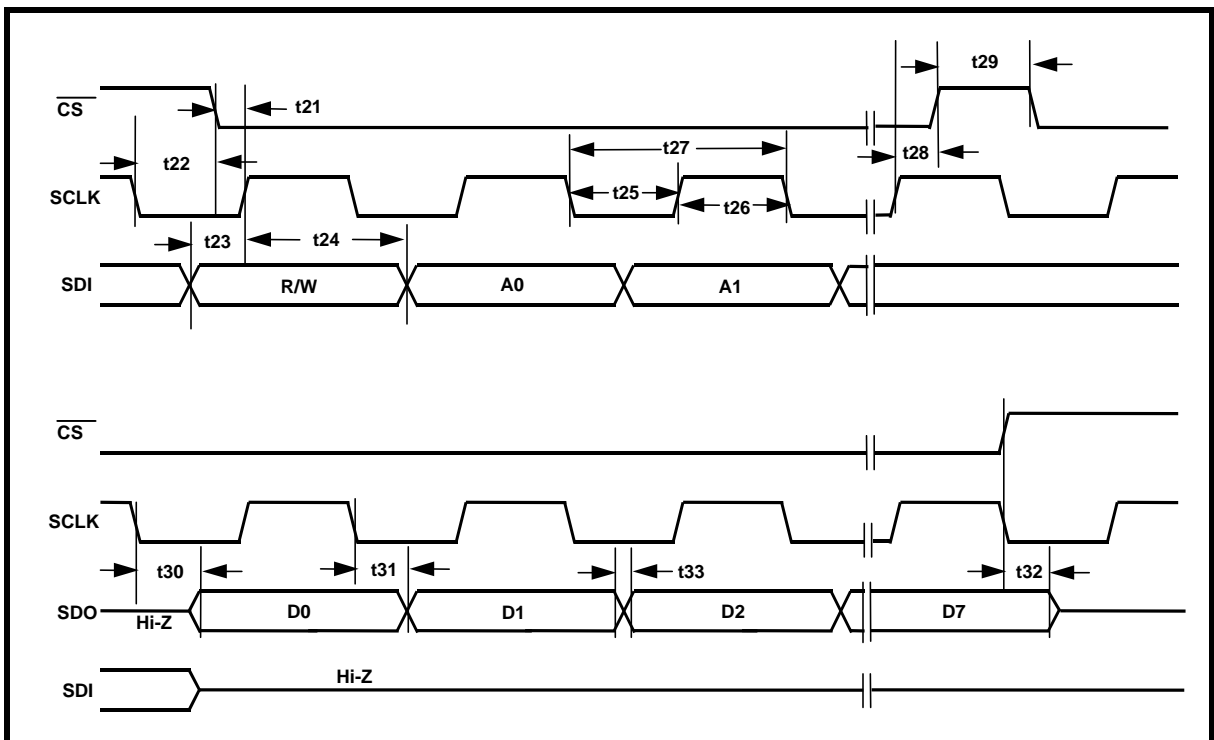 t29
CS
t21
t27
t22
t28
SCLK
t25
t26
t23
t24
SDI
R/W
A0
A1
CS
SCLK
t30
t31
t33
t32
SDO
Hi-Z
D0
D1
D2
D7
SDI
Hi-Z